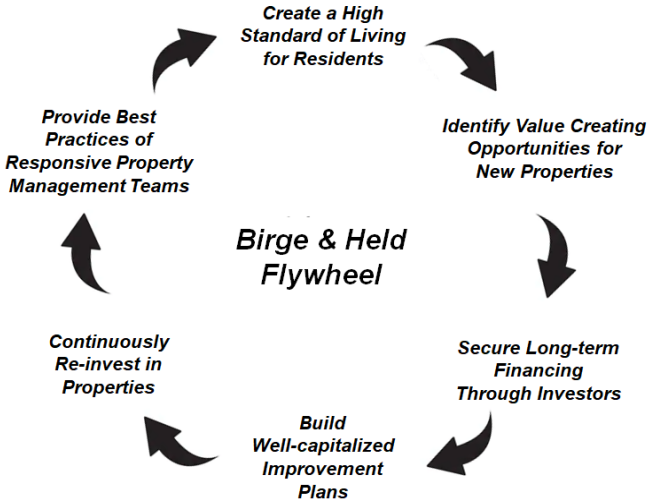 Create a High
Standard of Living
for Residents
Identify Value Creating
Opportunities for
New Properties
Secure Long-term
Financing
Through Investors
Build
Well-capitalized
Improvement
Plans
Continuously
Re-invest in
Properties
Provide Best
Practices of
Responsive Property
Management Teams
Birge & Held
Flywheel